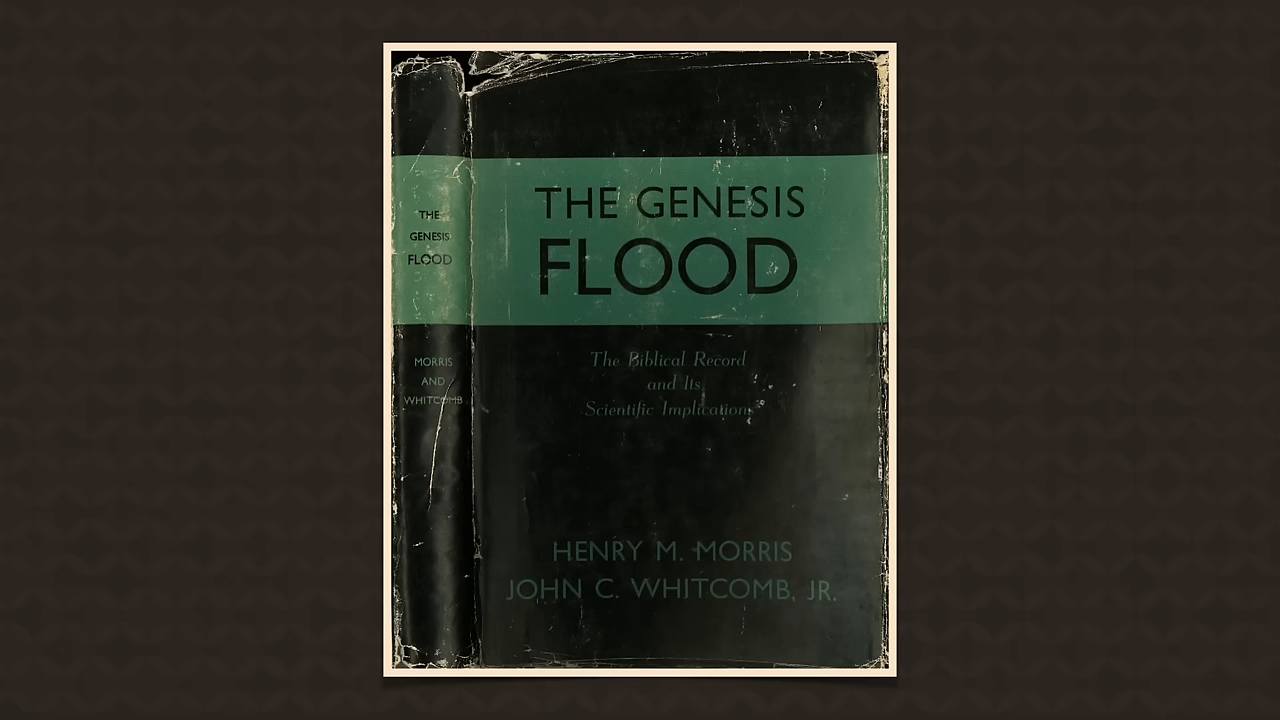 THE
GENESIS
FLOOD
MORRIS
AND
WHITCOMB
THE GENESIS
FLOOD
The Biblical Record
and Its
Scientific Implications
HENRY M. MORRIS
JOHN C. WHITCOMB, JR.